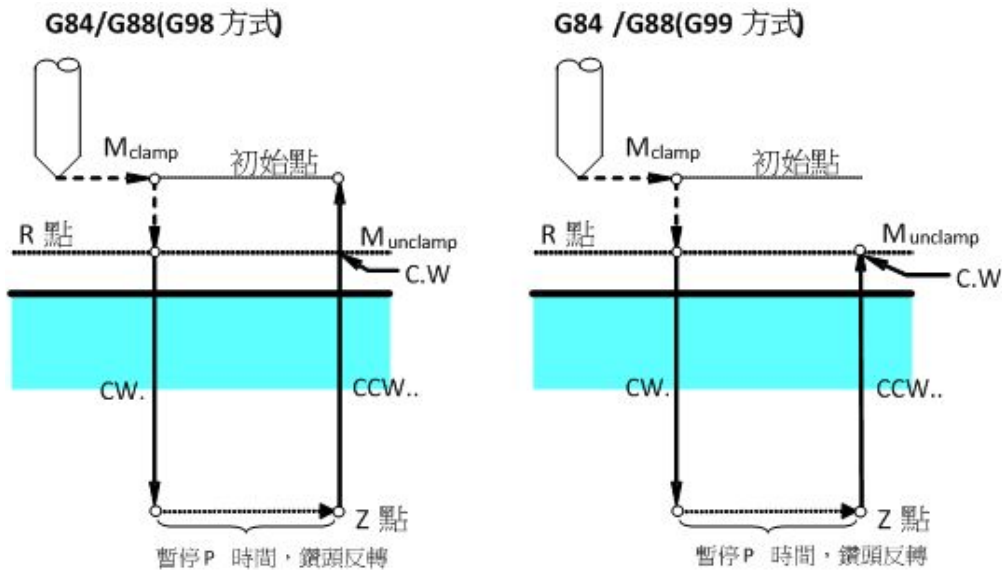 G84/G88(G98 方式)
Mclamp
初始點
R 點
Munclamp
C.W
CW.
CCW..
Z 點
暫停P 時間，鑽頭反轉
G84 /G88(G99 方式)
Mclamp
初始點
R 點
Munclamp
C.W
CW.
CCW..
Z 點
暫停P 時間，鑽頭反轉